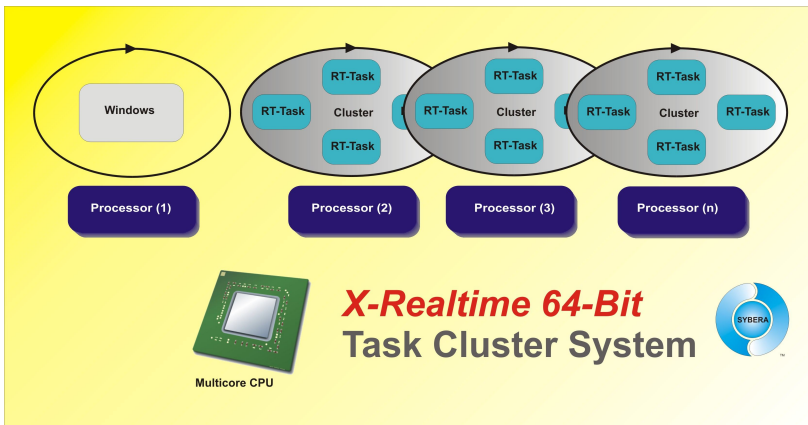 RT-Task RT-Task RT-Task
Windows RT-Task Cluster RT-Task Cluster RT-Task Cluster RT-Task
RT-Task RT-Task RT-Task
Processor (1) Processor (2) Processor (3) Processor (n)
X-Realtime 64-Bit
Task Cluster System
SYBERA
TM
Multicore CPU